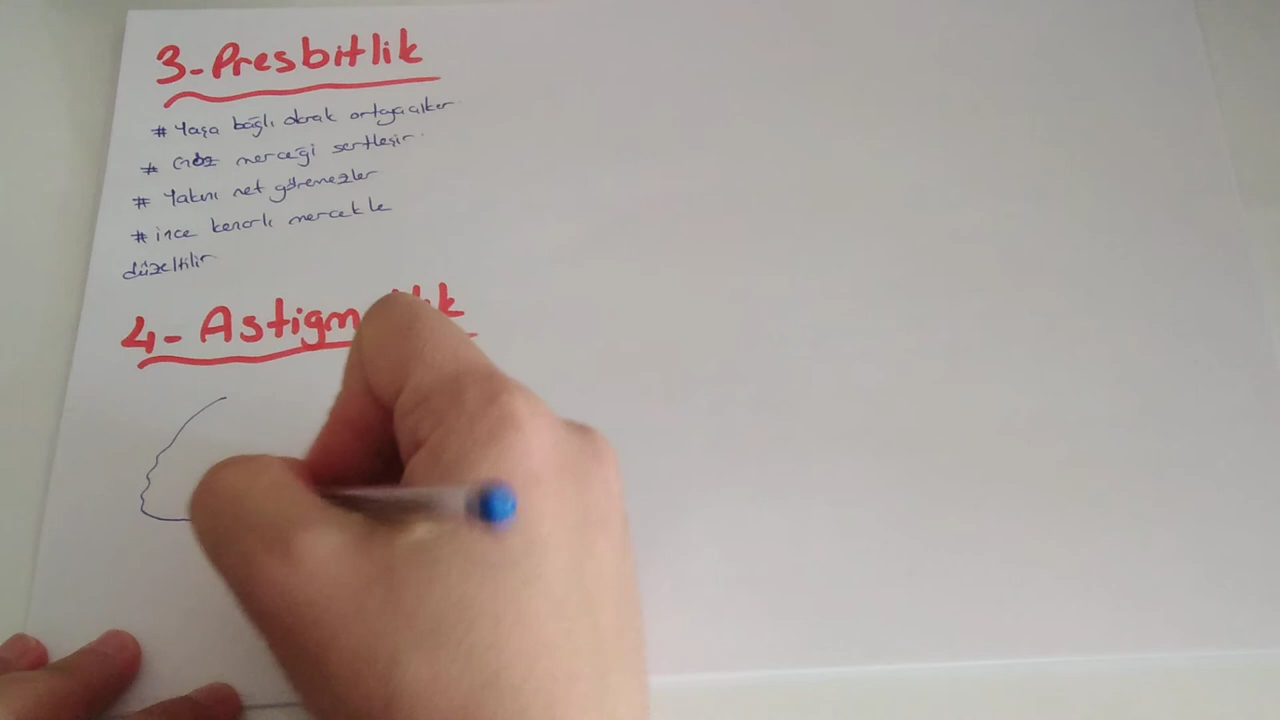 3-Presbitlik
# Yaşa bağlı olarak ortaya çıkar.
# Göz merceği sertleşir.
# Yakını net göremezler
# ince kenarlı mercekle
düzeltilir
4- Astigm